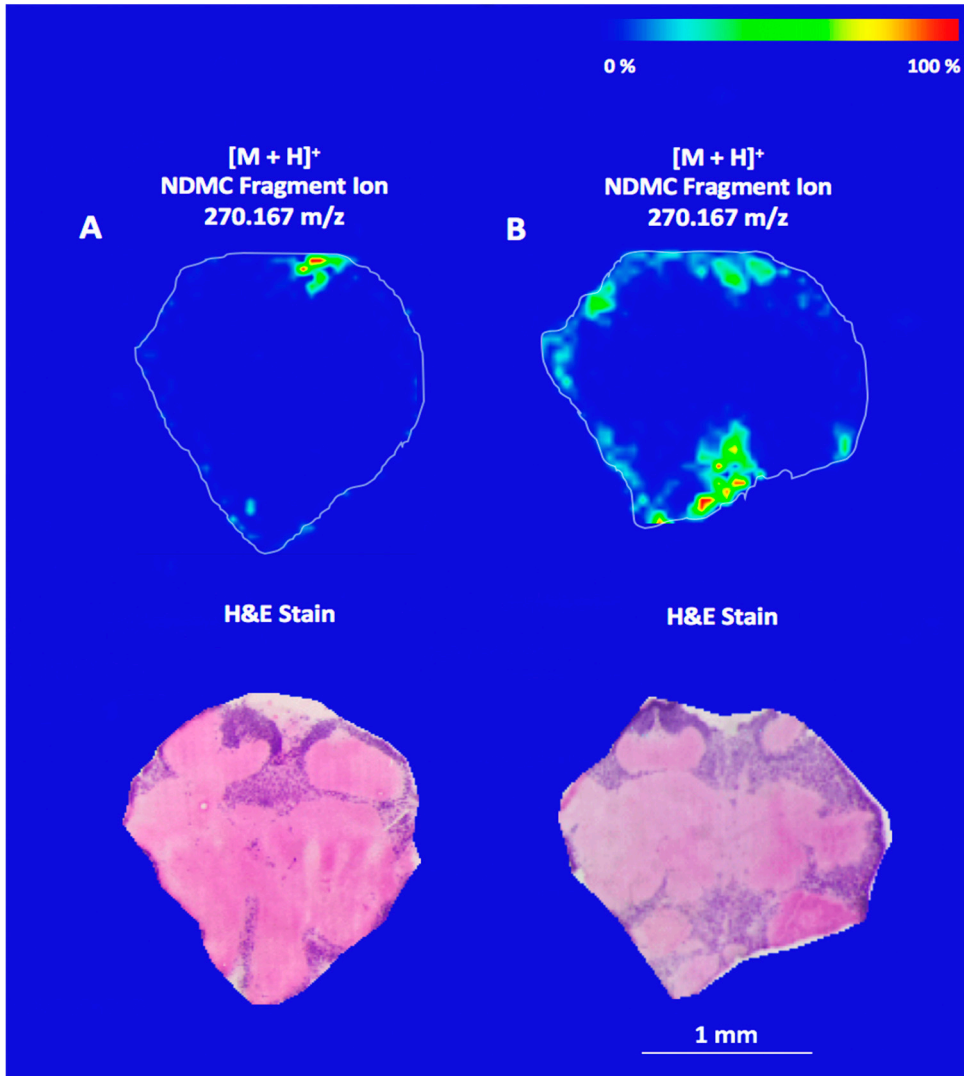 0 %
100 %
[M + H]⁺
NDMC Fragment Ion
270.167 m/z
A
[M + H]⁺
NDMC Fragment Ion
270.167 m/z
B
H&E Stain
H&E Stain
1 mm